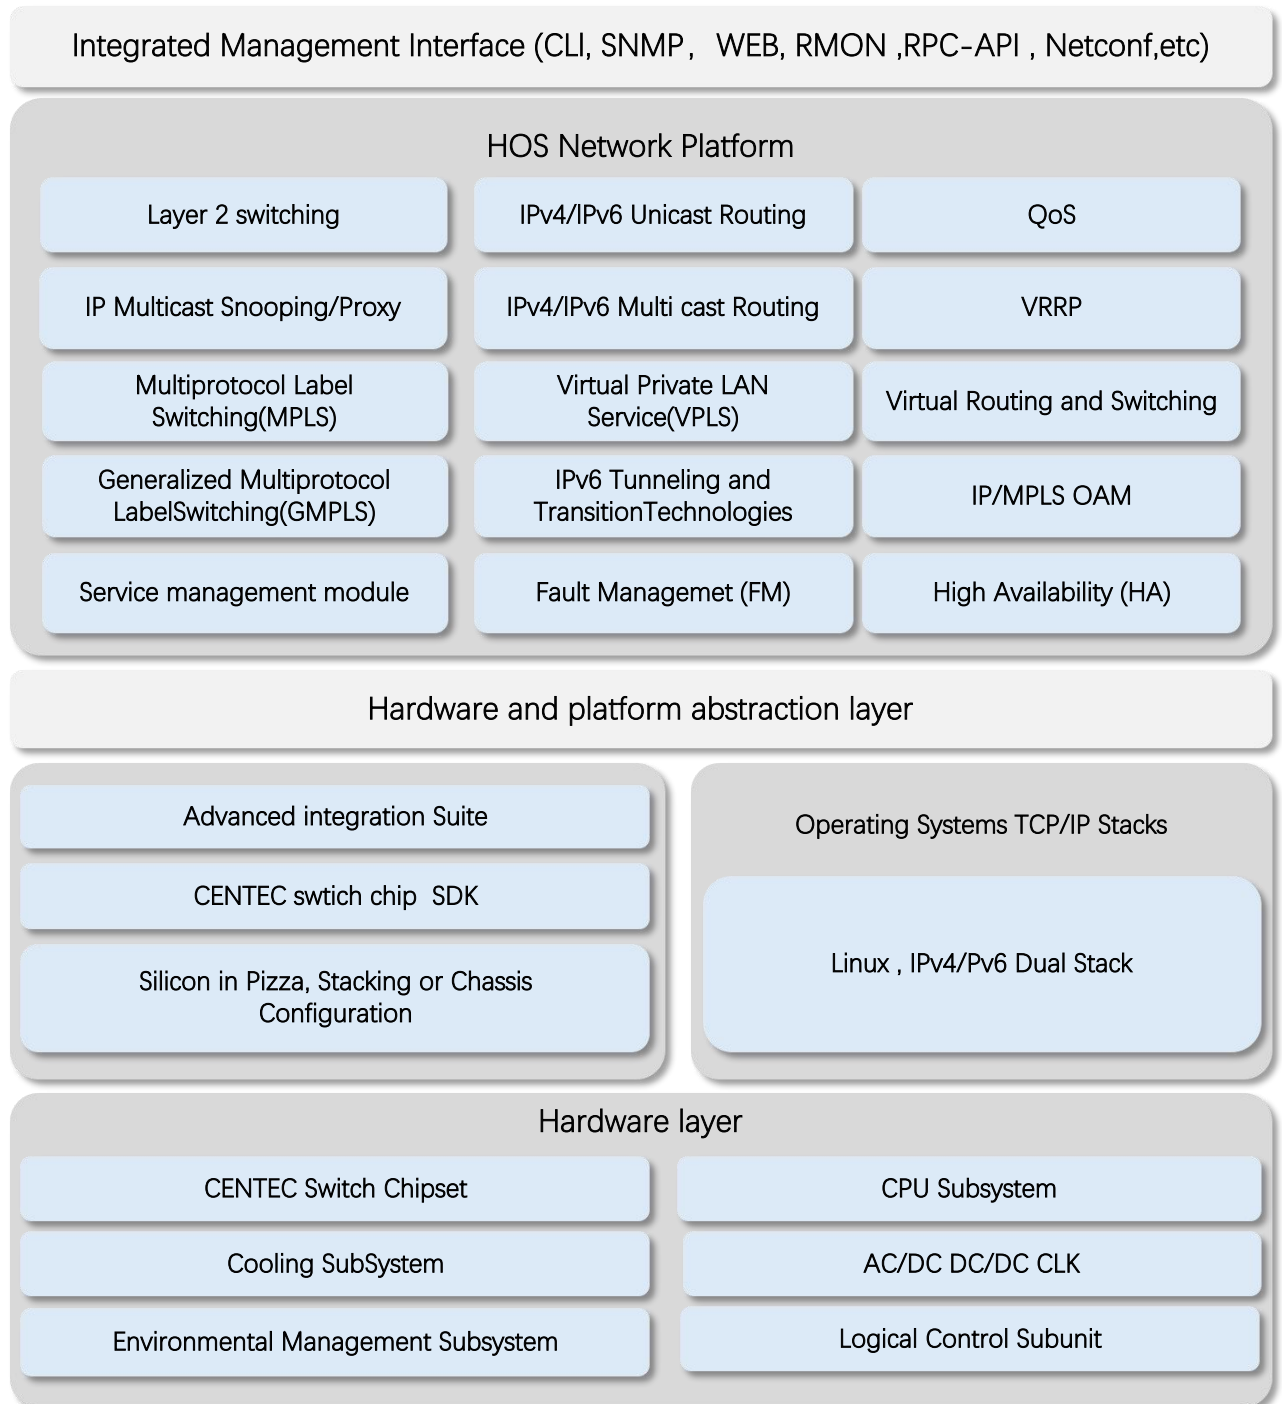 Integrated Management Interface (CLI, SNMP， WEB, RMON ,RPC-API , Netconf,etc)
HOS Network Platform
Layer 2 switching
IPv4/IPv6 Unicast Routing
QoS
IP Multicast Snooping/Proxy
IPv4/IPv6 Multi cast Routing
VRRP
Multiprotocol Label
Switching(MPLS)
Virtual Private LAN
Service(VPLS)
Virtual Routing and Switching
Generalized Multiprotocol
LabelSwitching(GMPLS)
IPv6 Tunneling and
TransitionTechnologies
IP/MPLS OAM
Service management module
Fault Managemet (FM)
High Availability (HA)
Hardware and platform abstraction layer
Advanced integration Suite
CENTEC swtich chip  SDK
Silicon in Pizza, Stacking or Chassis
Configuration
Operating Systems TCP/IP Stacks
Linux , IPv4/Pv6 Dual Stack
Hardware layer
CENTEC Switch Chipset
CPU Subsystem
Cooling SubSystem
AC/DC DC/DC CLK
Environmental Management Subsystem
Logical Control Subunit